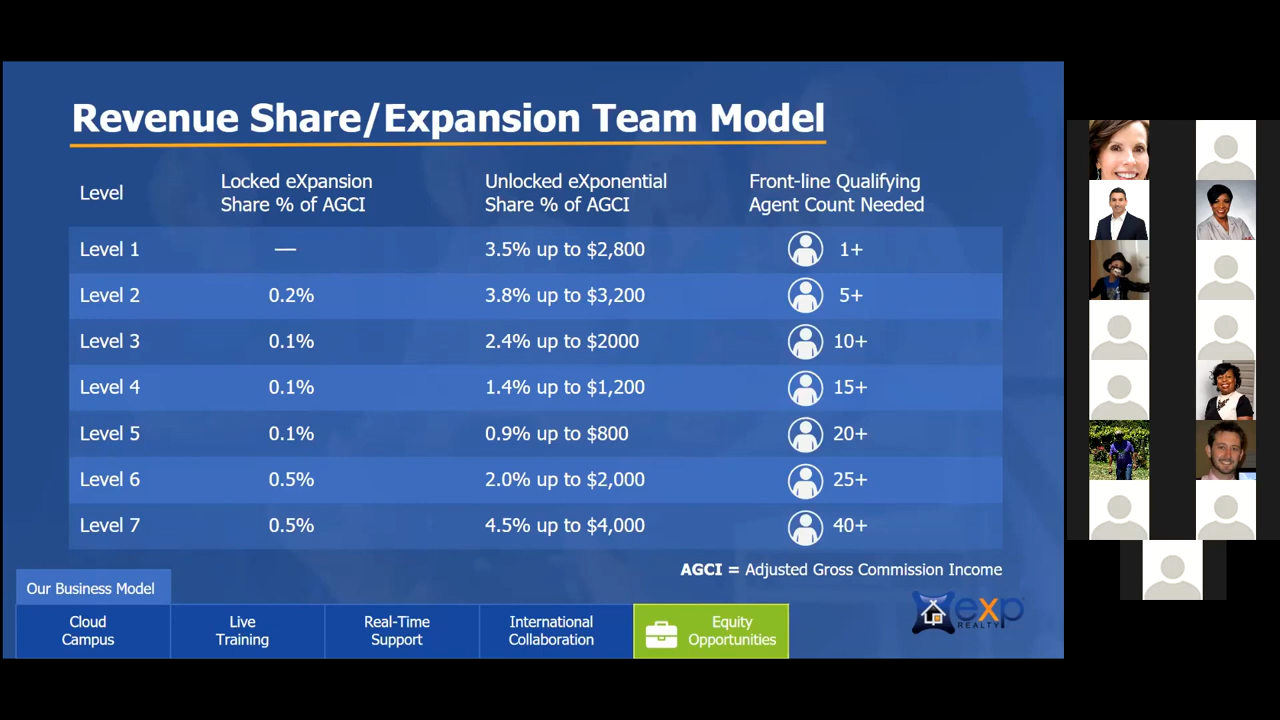 Revenue Share/Expansion Team Model
Level
Locked eXpansion
Share % of AGCI
Unlocked eXponential
Share % of AGCI
Front-line Qualifying
Agent Count Needed
Level 1 — 3.5% up to $2,800 1+
Level 2 0.2% 3.8% up to $3,200 5+
Level 3 0.1% 2.4% up to $2000 10+
Level 4 0.1% 1.4% up to $1,200 15+
Level 5 0.1% 0.9% up to $800 20+
Level 6 0.5% 2.0% up to $2,000 25+
Level 7 0.5% 4.5% up to $4,000 40+
AGCI = Adjusted Gross Commission Income
Our Business Model
Cloud
Campus
Live
Training
Real-Time
Support
International
Collaboration
Equity
Opportunities
exp
REALTY